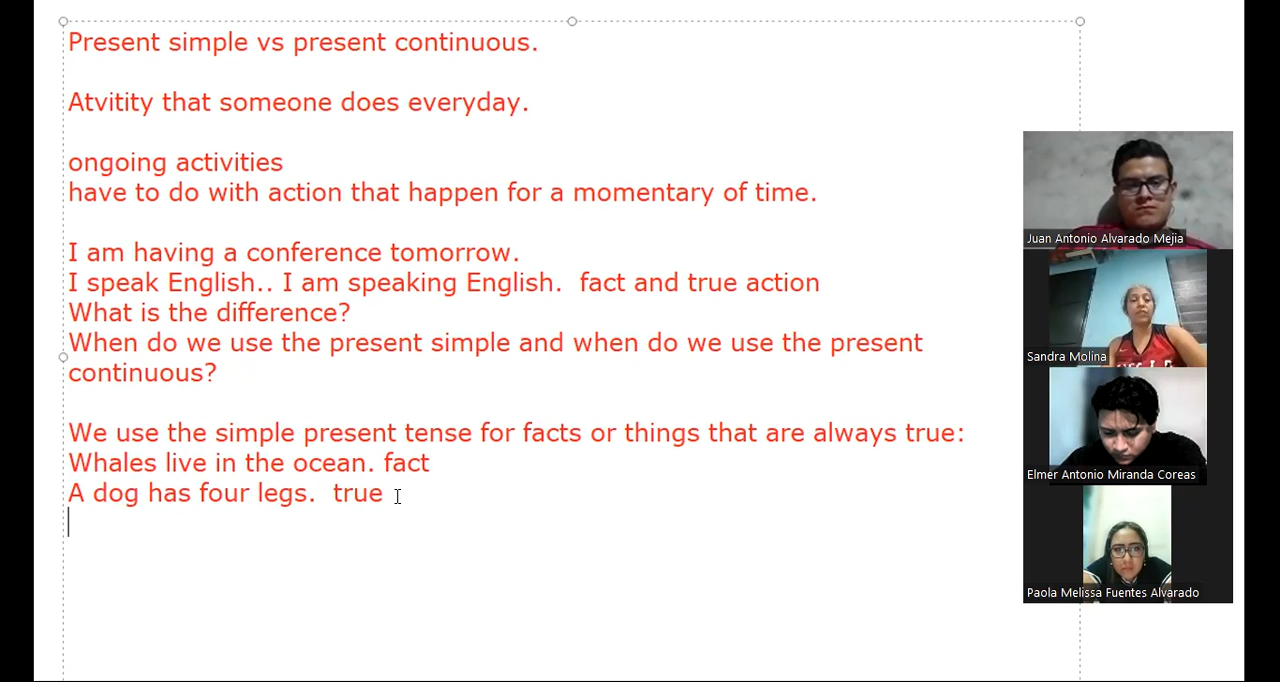 Present simple vs present continuous.
Atvitity that someone does everyday.
ongoing activities
have to do with action that happen for a momentary of time.
I am having a conference tomorrow.
I speak English.. I am speaking English.  fact and true action
What is the difference?
When do we use the present simple and when do we use the present
continuous?
We use the simple present tense for facts or things that are always true:
Whales live in the ocean. fact
A dog has four legs.  true
Juan Antonio Alvarado Mejia
Sandra Molina
Elmer Antonio Miranda Coreas
Paola Melissa Fuentes Alvarado